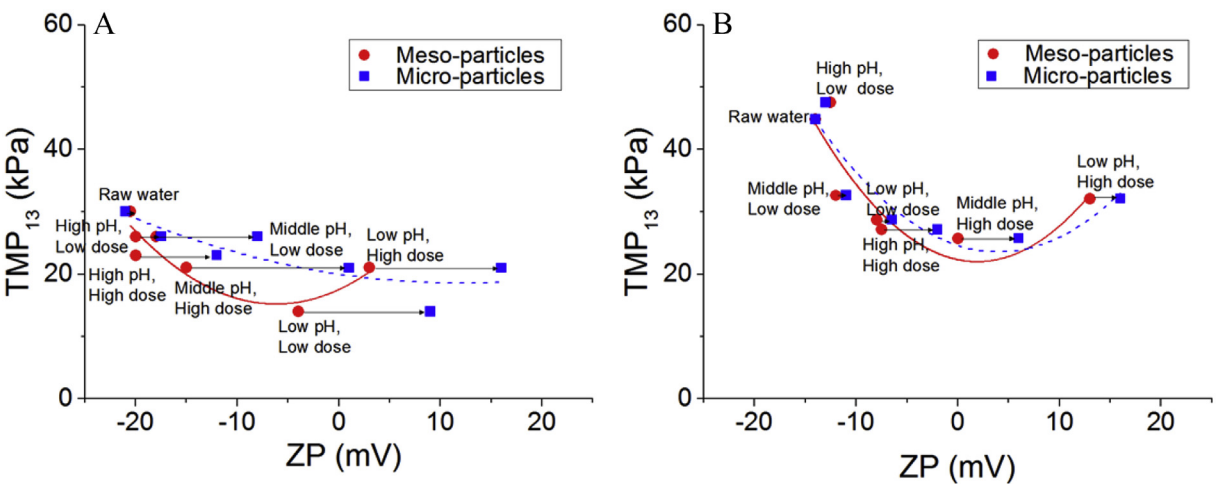 A
60
40
20
0
TMP13 (kPa)
Meso-particles
Micro-particles
Raw water
High pH,
Low dose
High pH,
High dose
Middle pH,
High dose
Middle pH,
Low dose
Low pH,
High dose
Low pH,
Low dose
-20
-10
0
10
20
ZP (mV)
B
60
40
20
0
TMP13 (kPa)
Meso-particles
Micro-particles
High pH,
Low dose
Raw water
Middle pH,
Low dose
Low pH,
Low dose
High pH,
High dose
Middle pH,
High dose
Low pH,
High dose
-20
-10
0
10
20
ZP (mV)